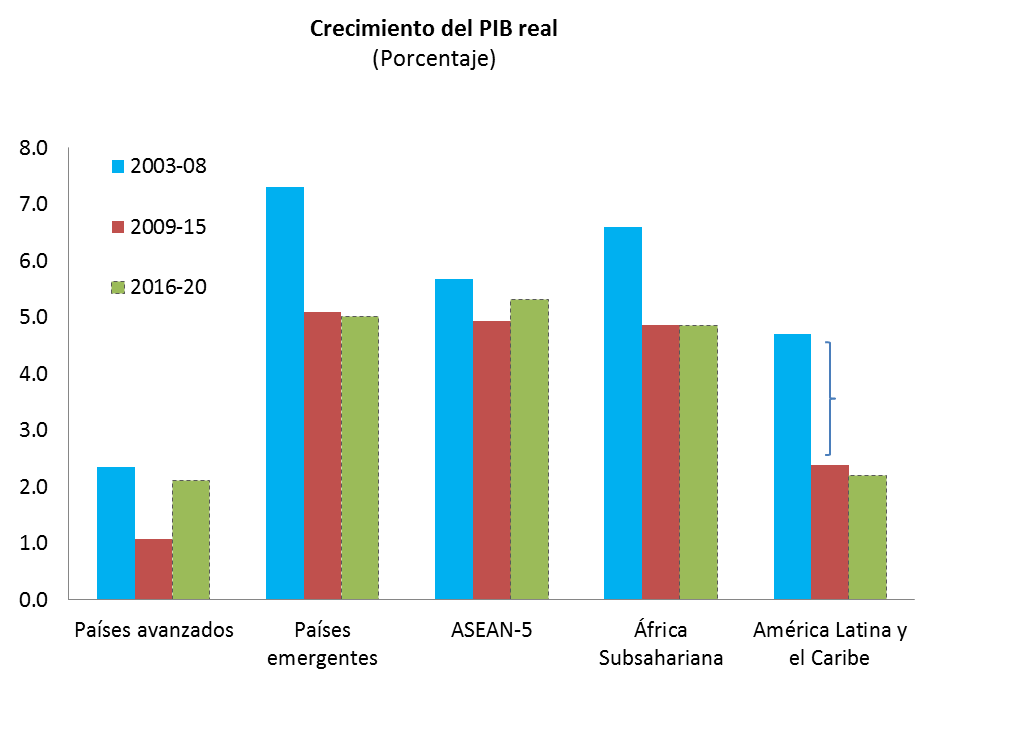 Crecimiento del PIB real
(Porcentaje)
8.0
7.0
6.0
5.0
4.0
3.0
2.0
1.0
0.0
2003-08
2009-15
2016-20
Países avanzados
Países
emergentes
ASEAN-5
África
Subsahariana
América Latina y
el Caribe